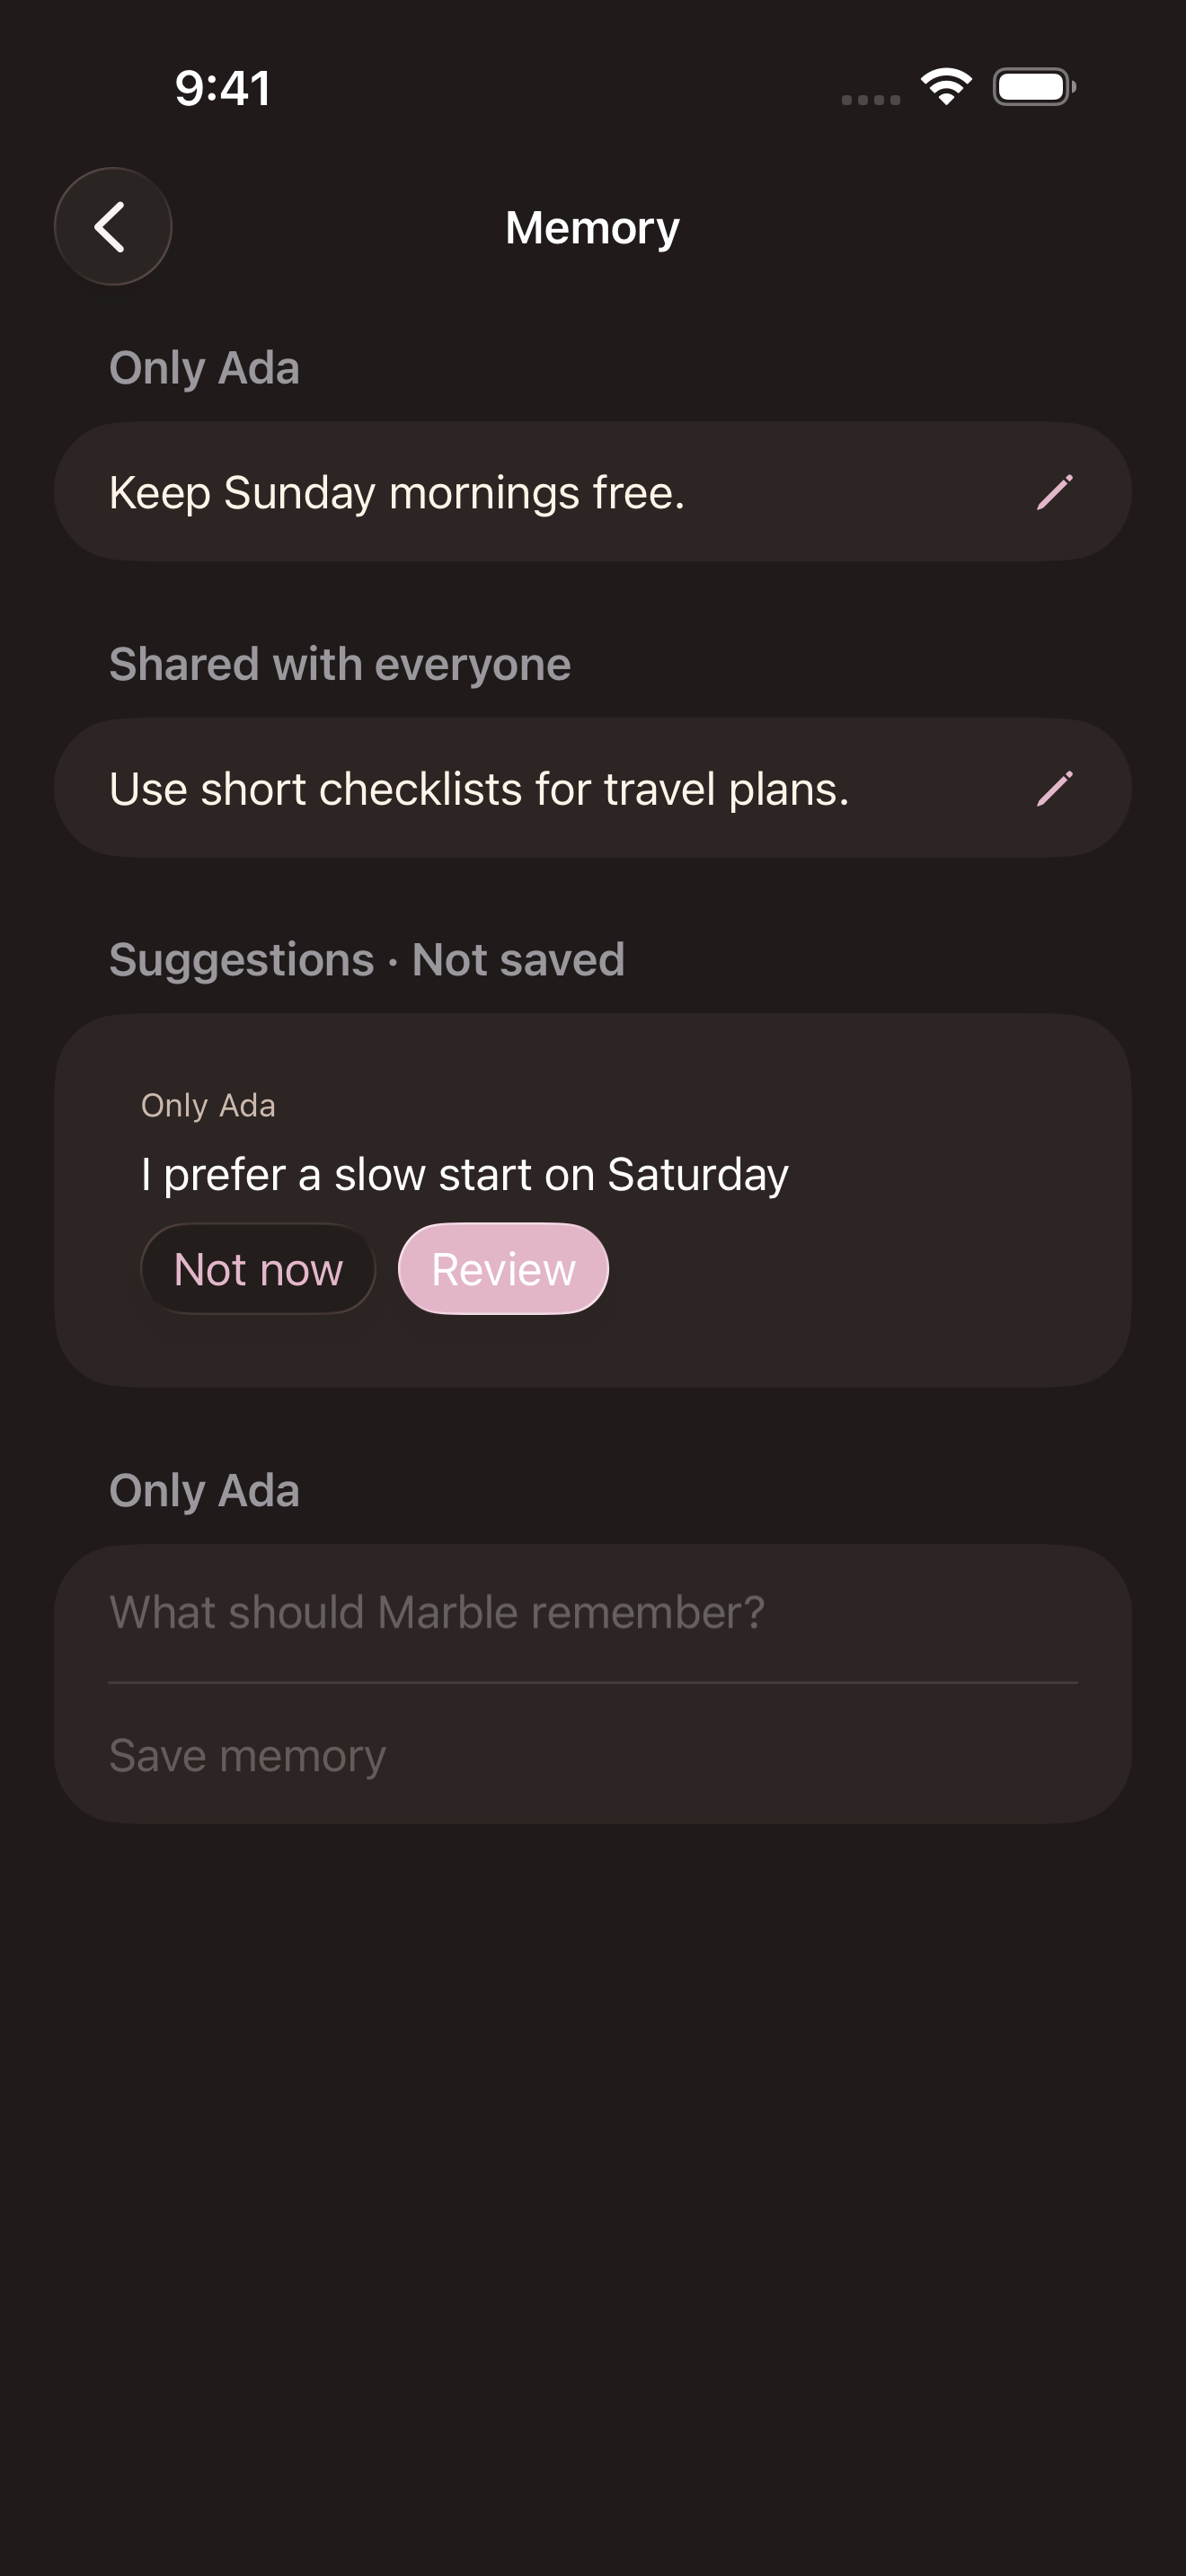 9:41
Memory
Only Ada
Keep Sunday mornings free.
Shared with everyone
Use short checklists for travel plans.
Suggestions · Not saved
Only Ada
I prefer a slow start on Saturday
Not now Review
Only Ada
What should Marble remember?
Save memory